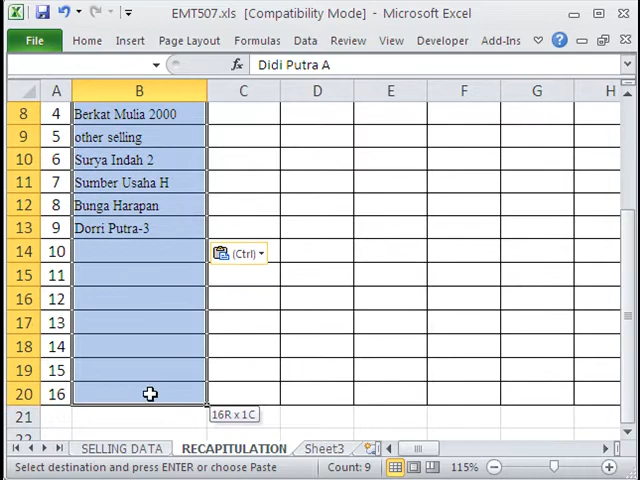 EMT507.xls [Compatibility Mode] - Microsoft Excel
File Home Insert Page Layout Formulas Data Review View Developer Add-Ins
fx Didi Putra A
A B C D E F G H
8 4 Berkat Mulia 2000
9 5 other selling
10 6 Surya Indah 2
11 7 Sumber Usaha H
12 8 Bunga Harapan
13 9 Dorri Putra-3
14 10 (Ctrl)
15 11
16 12
17 13
18 14
19 15
20 16
21 16R x 1C
22
SELLING DATA RECAPITULATION Sheet3
Select destination and press ENTER or choose Paste Count: 9 115%